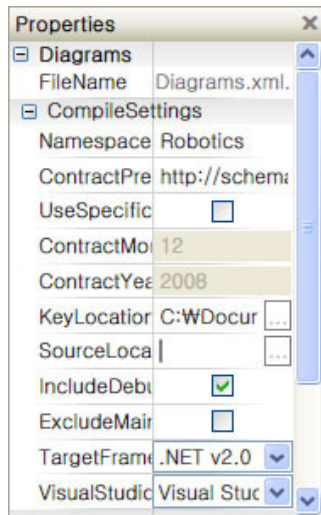 Properties
Diagrams
FileName Diagrams.xml.
CompileSettings
Namespace Robotics
ContractPre http://schema
UseSpecific
ContractMo 12
ContractYea 2008
KeyLocation C:₩Docur ...
SourceLoca ...
IncludeDebu
ExcludeMair
TargetFrame .NET v2.0
VisualStudic Visual Stuc